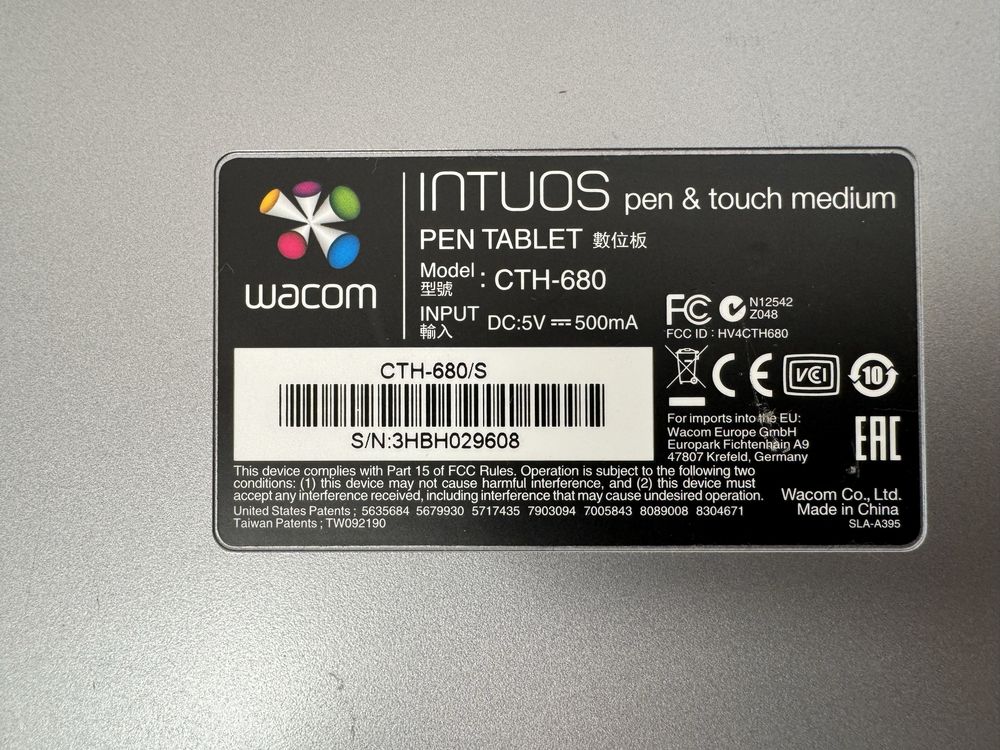 wacom
INTUOS pen & touch medium
PEN TABLET 數位板
Model 型號 : CTH-680
INPUT 輸入 DC:5V ⎓ 500mA
FC N12542
Z048
FCC ID : HV4CTH680
CE VCI 10
CTH-680/S
S/N:3HBH029608
For imports into the EU:
Wacom Europe GmbH
Europark Fichtenhain A9
47807 Krefeld, Germany
EAC
This device complies with Part 15 of FCC Rules. Operation is subject to the following two
conditions: (1) this device may not cause harmful interference, and (2) this device must
accept any interference received, including interference that may cause undesired operation.
United States Patents ; 5635684 5679930 5717435 7903094 7005843 8089008 8304671
Taiwan Patents ; TW092190
Wacom Co., Ltd.
Made in China
SLA-A395